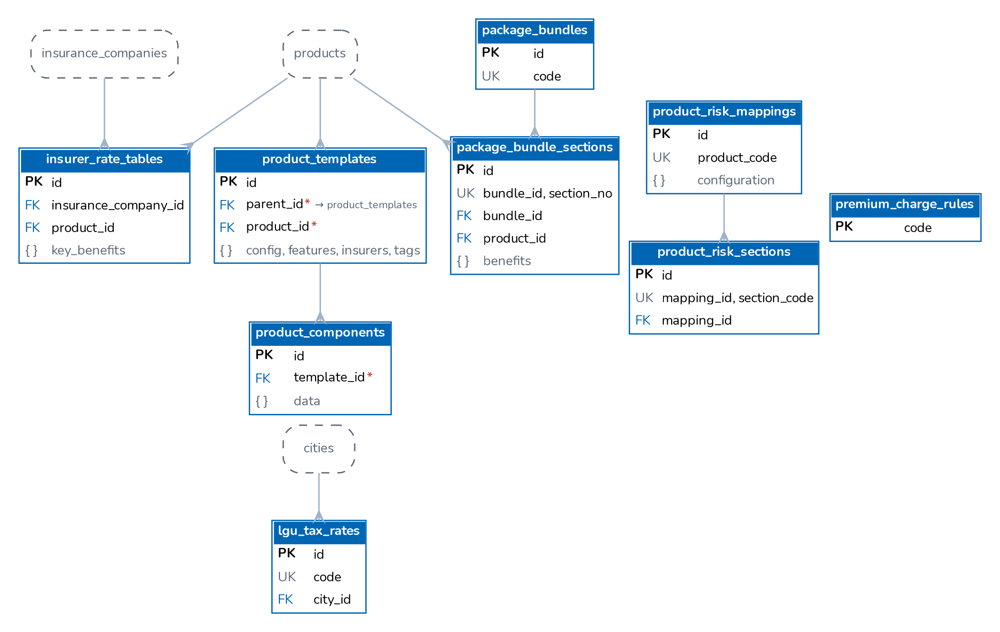 insurance_companies
products
package_bundles
PK id
UK code
insurer_rate_tables
PK id
FK insurance_company_id
FK product_id
{ } key_benefits
product_templates
PK id
FK parent_id* → product_templates
FK product_id*
{ } config, features, insurers, tags
package_bundle_sections
PK id
UK bundle_id, section_no
FK bundle_id
FK product_id
{ } benefits
product_risk_mappings
PK id
UK product_code
{ } configuration
premium_charge_rules
PK code
product_risk_sections
PK id
UK mapping_id, section_code
FK mapping_id
product_components
PK id
FK template_id*
{ } data
cities
lgu_tax_rates
PK id
UK code
FK city_id